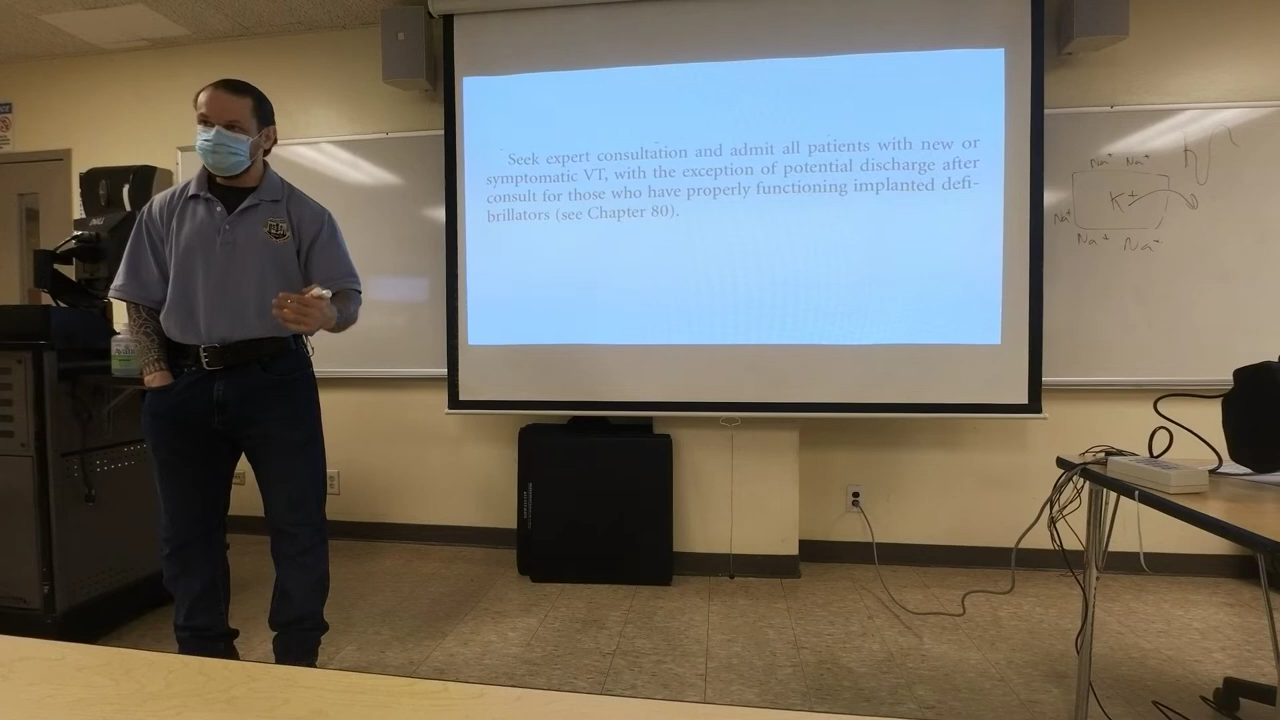 Seek expert consultation and admit all patients with new or
symptomatic VT, with the exception of potential discharge after
consult for those who have properly functioning implanted defi-
brillators (see Chapter 80).
Na+ Na+
K+
Na+
Na+ Na+